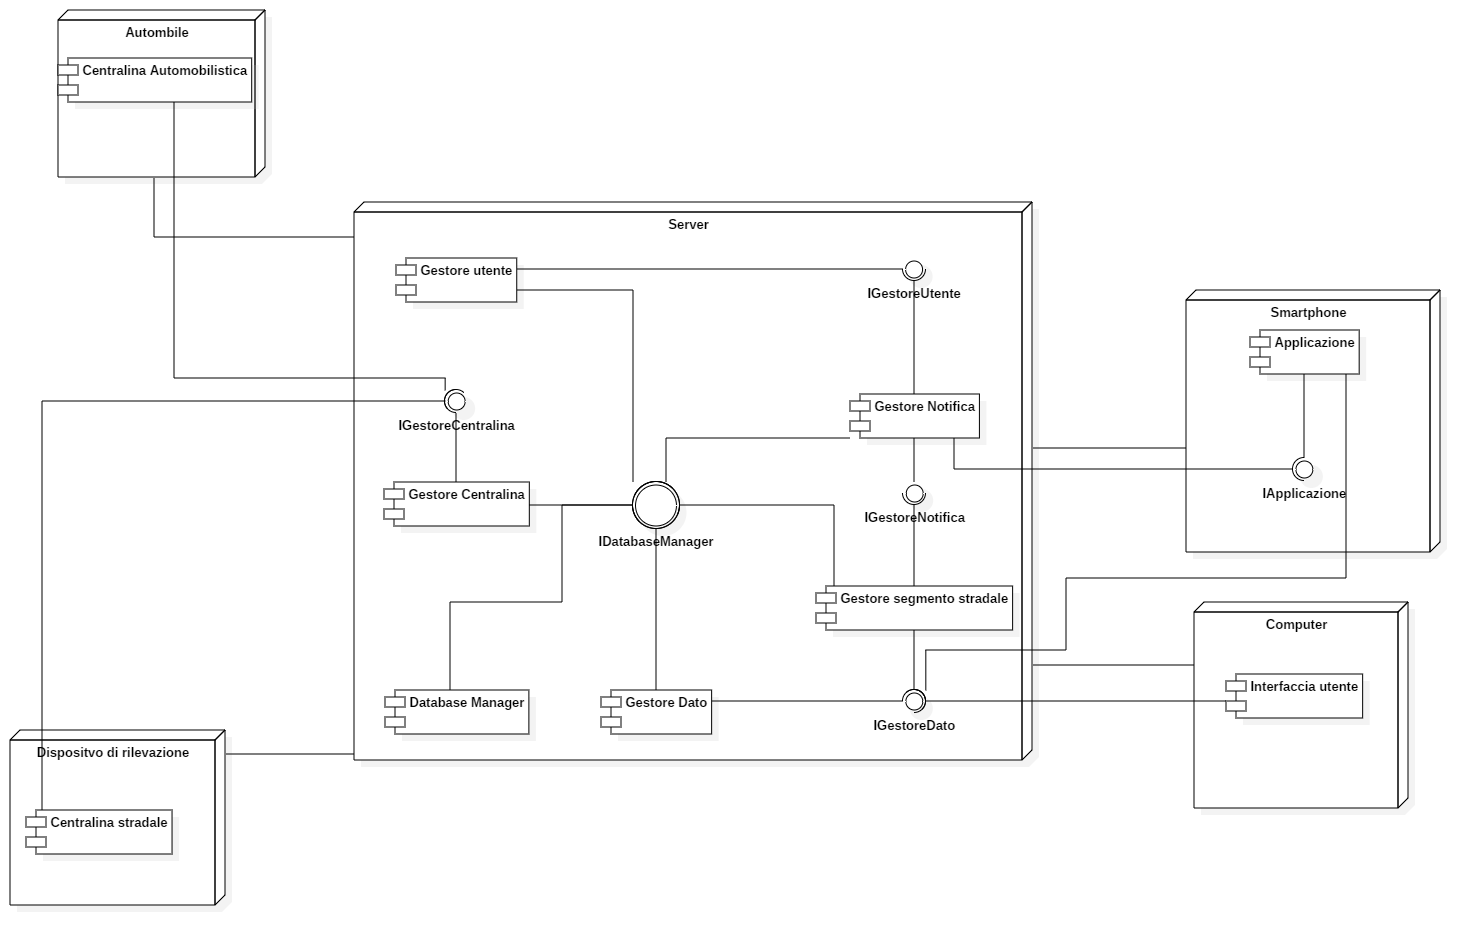 Autombile
Centralina Automobilistica
Server
Gestore utente
IGestoreUtente
Smartphone
Applicazione
IGestoreCentralina
Gestore Notifica
IApplicazione
Gestore Centralina
IGestoreNotifica
IDatabaseManager
Gestore segmento stradale
Computer
Interfaccia utente
Database Manager
Gestore Dato
IGestoreDato
Dispositvo di rilevazione
Centralina stradale